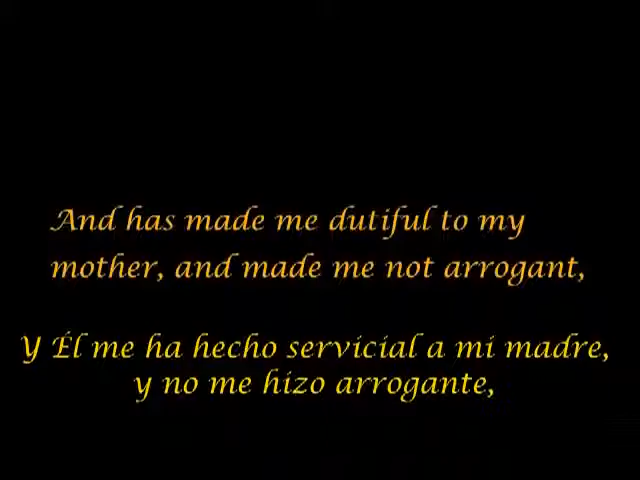 And has made me dutiful to my
mother, and made me not arrogant,
Y Él me ha hecho servicial a mi madre,
y no me hizo arrogante,